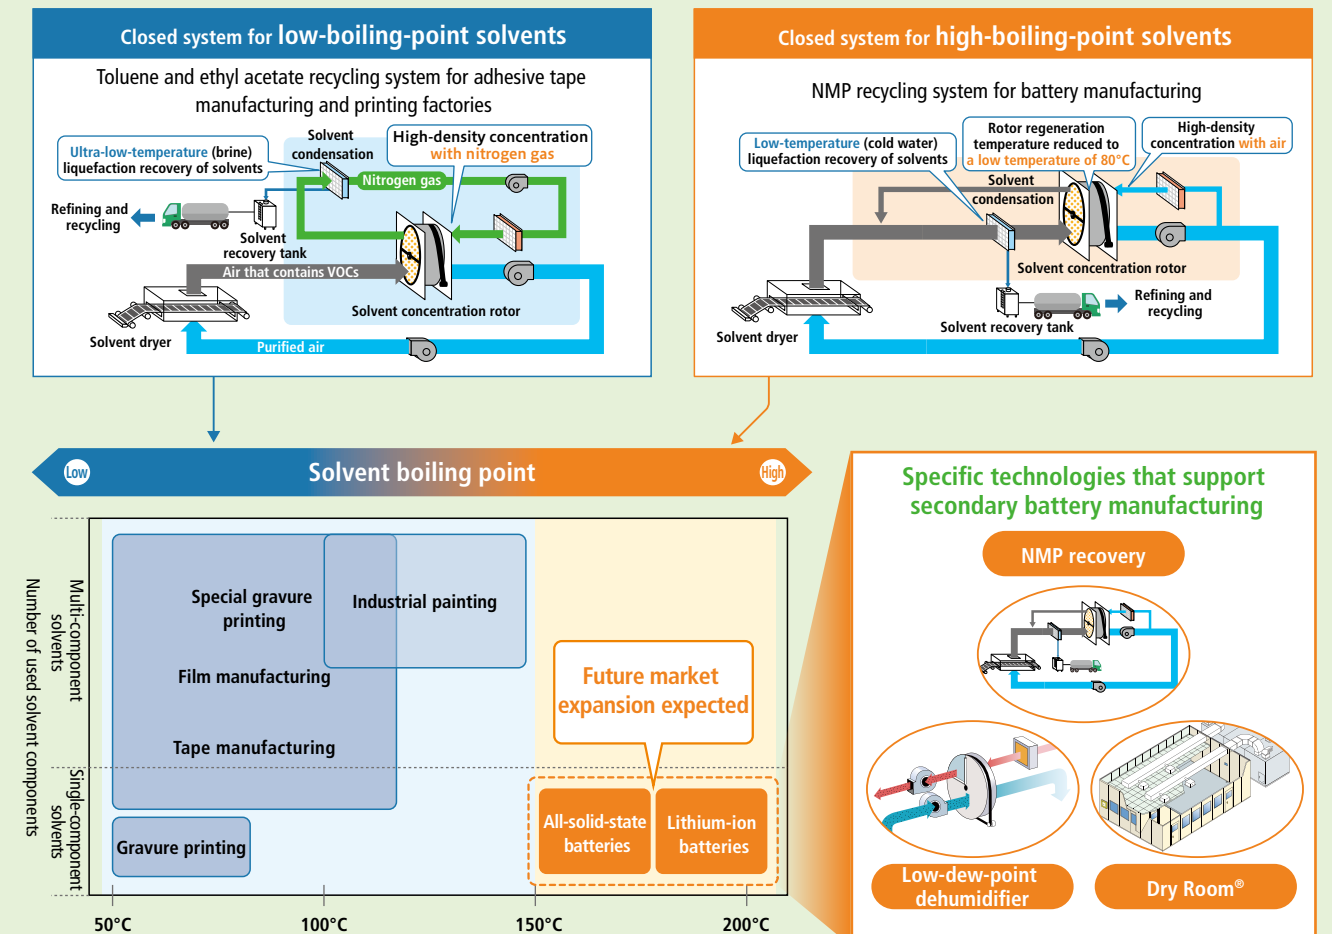 Closed system for low-boiling-point solvents
Toluene and ethyl acetate recycling system for adhesive tape
manufacturing and printing factories
Ultra-low-temperature (brine)
liquefaction recovery of solvents
Solvent
condensation
High-density concentration
with nitrogen gas
Nitrogen gas
Refining and
recycling
Solvent
recovery tank
Air that contains VOCs
Solvent concentration rotor
Solvent dryer
Purified air
Closed system for high-boiling-point solvents
NMP recycling system for battery manufacturing
Low-temperature (cold water)
liquefaction recovery of solvents
Rotor regeneration
temperature reduced to
a low temperature of 80°C
High-density
concentration with air
Solvent
condensation
Solvent concentration rotor
Refining and
recycling
Solvent recovery tank
Solvent dryer
Low
Solvent boiling point
High
Number of used solvent components
Multi-component
solvents
Single-component
solvents
Special gravure
printing
Industrial painting
Film manufacturing
Tape manufacturing
Gravure printing
Future market
expansion expected
All-solid-state
batteries
Lithium-ion
batteries
50°C
100°C
150°C
200°C
Specific technologies that support
secondary battery manufacturing
NMP recovery
Low-dew-point
dehumidifier
Dry Room®